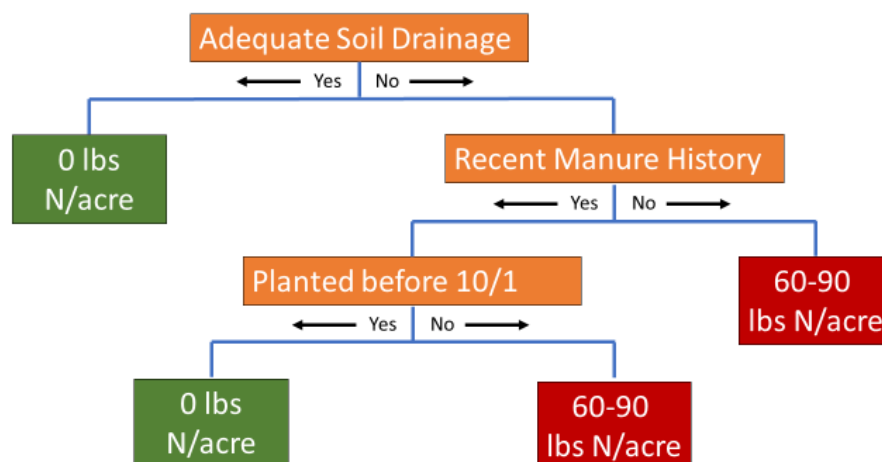 Adequate Soil Drainage
Yes No
0 lbs
N/acre
Recent Manure History
Yes No
Planted before 10/1
60-90
lbs N/acre
Yes No
0 lbs
N/acre
60-90
lbs N/acre